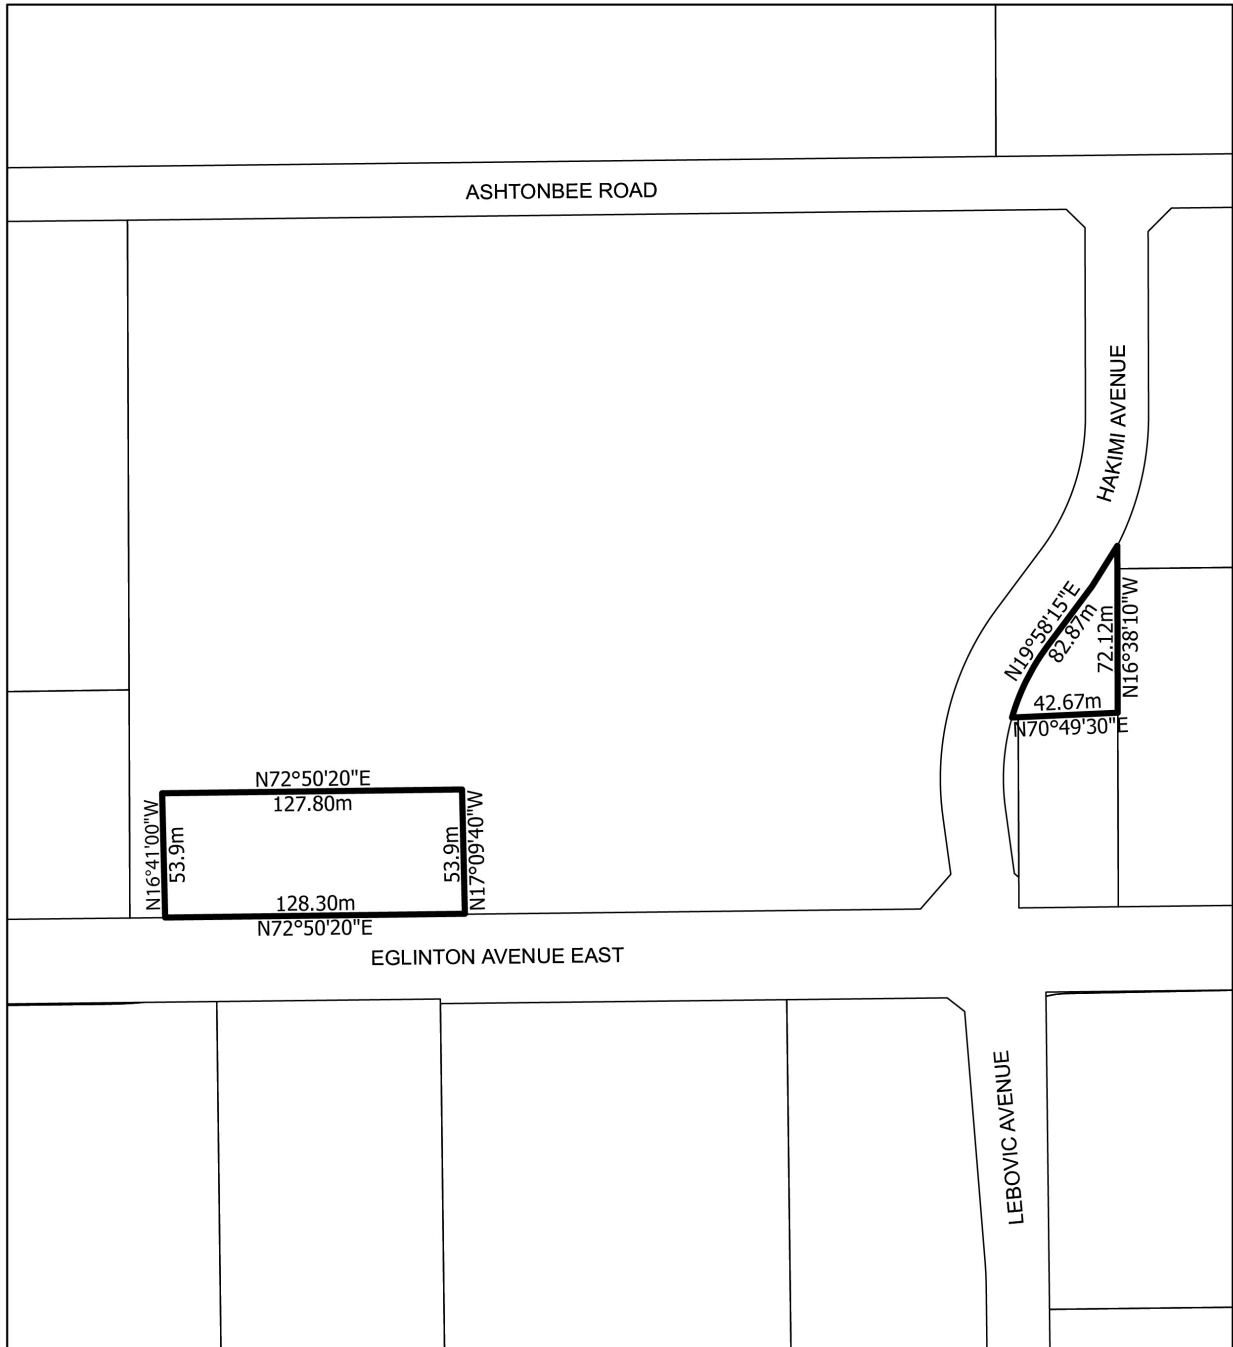 ASHTONBEE ROAD
HAKIMI AVENUE
N19°58'15"E
82.87m
72.12m
N16°38'10"W
42.67m
N70°49'30"E
N72°50'20"E
127.80m
N16°41'00"W
53.9m
53.9m
N17°09'40"W
128.30m
N72°50'20"E
EGLINTON AVENUE EAST
LEBOVIC AVENUE